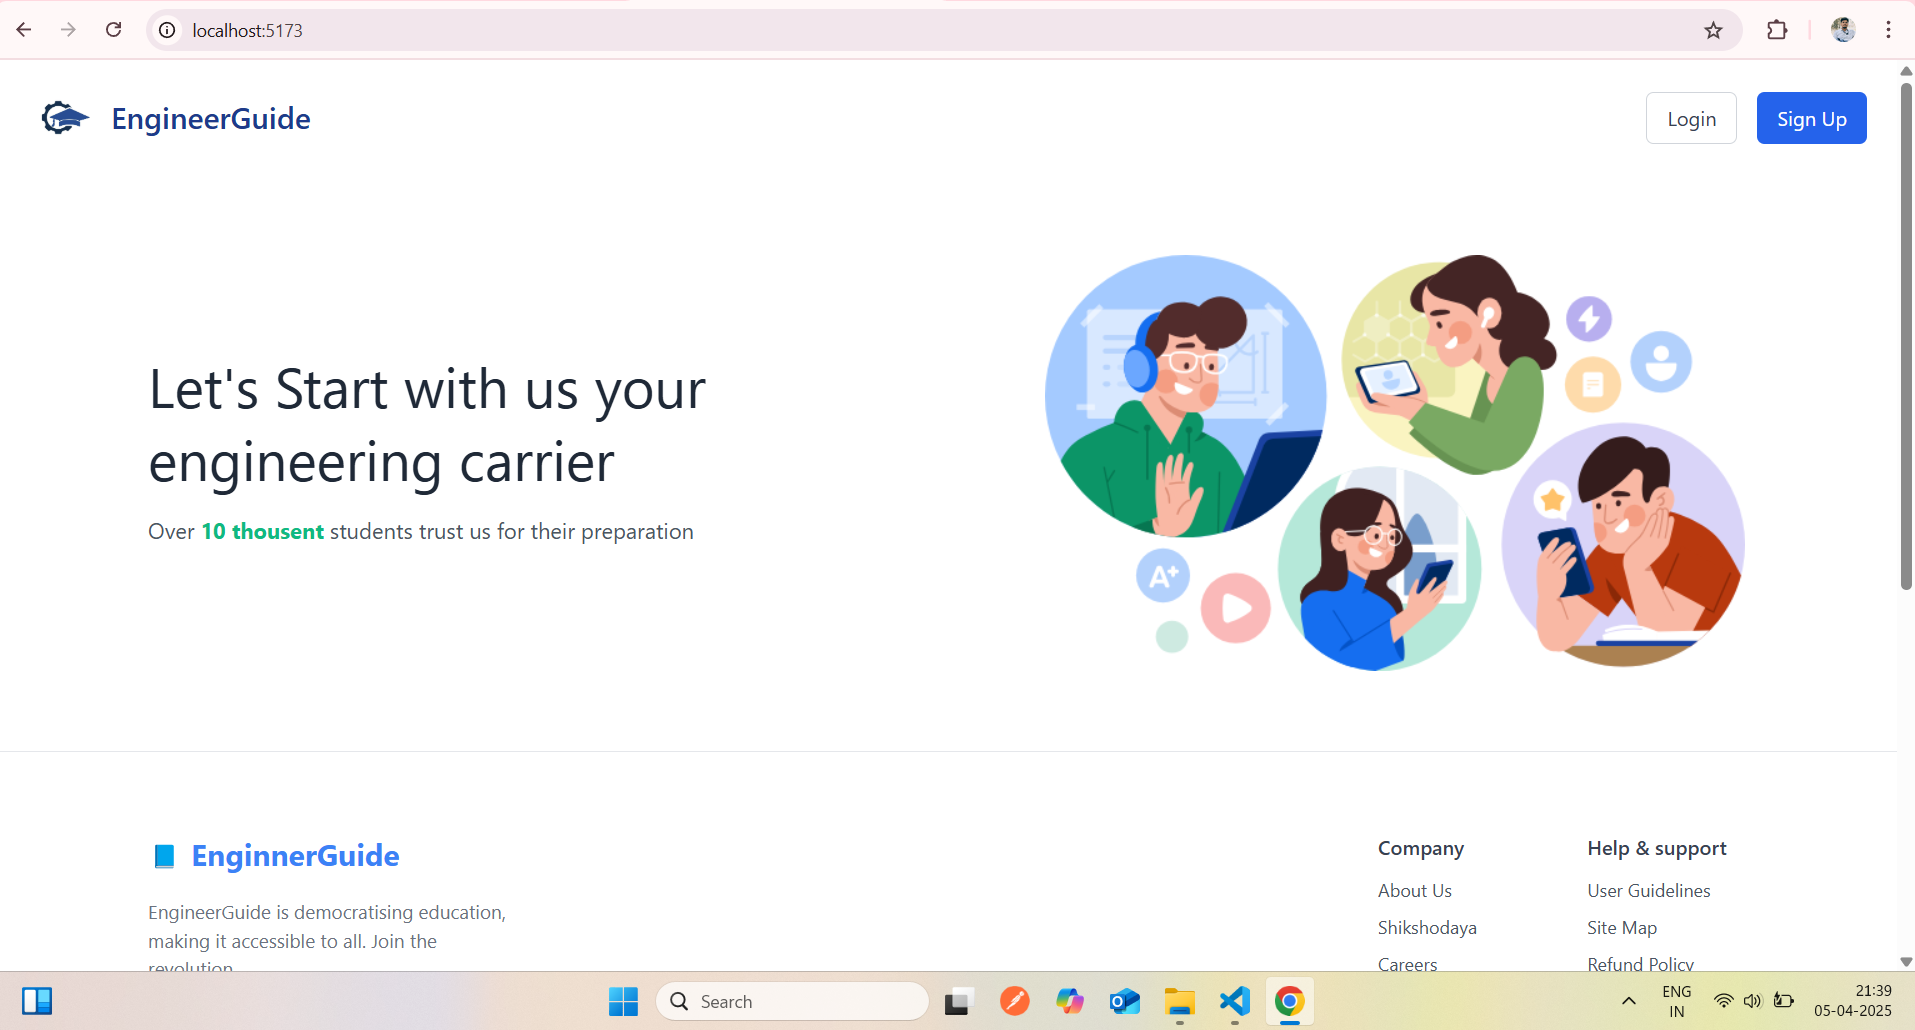 localhost:5173
EngineerGuide
Login
Sign Up
Let's Start with us your
engineering carrier
Over 10 thousent students trust us for their preparation
A+
EnginnerGuide
EngineerGuide is democratising education,
making it accessible to all. Join the
revolution
Company
About Us
Shikshodaya
Careers
Help & support
User Guidelines
Site Map
Refund Policy
Search
ENG
IN
21:39
05-04-2025